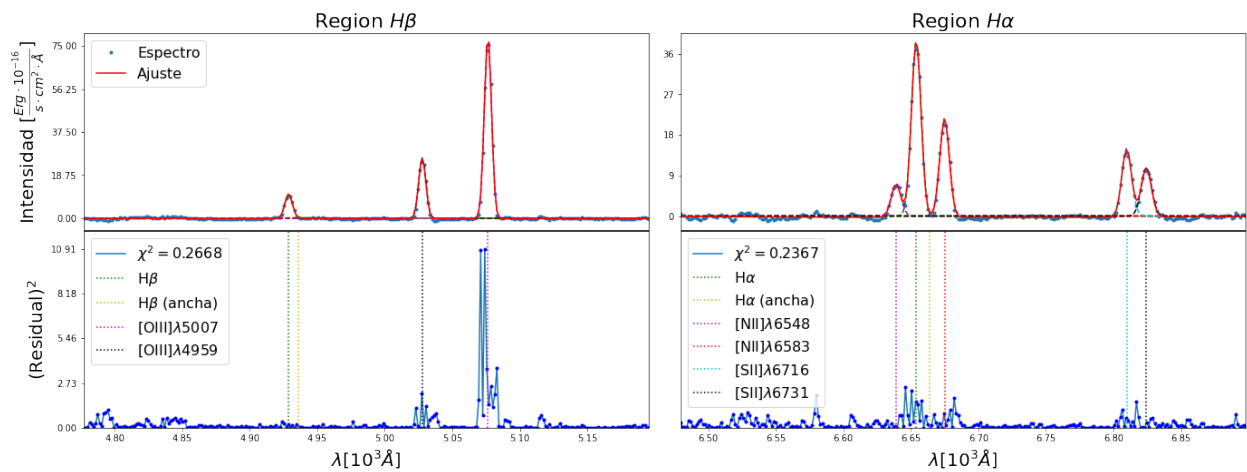 Region Hβ
Region Hα
Intensidad [Erg · 10⁻¹⁶ / s · cm² · Å]
75.00
56.25
37.50
18.75
0.00
Espectro
Ajuste
36
27
18
9
0
(Residual)²
10.91
8.18
5.46
2.73
0.00
χ² = 0.2668
Hβ
Hβ (ancha)
[OIII]λ5007
[OIII]λ4959
χ² = 0.2367
Hα
Hα (ancha)
[NII]λ6548
[NII]λ6583
[SII]λ6716
[SII]λ6731
4.80 4.85 4.90 4.95 5.00 5.05 5.10 5.15
6.50 6.55 6.60 6.65 6.70 6.75 6.80 6.85
λ[10³Å]
λ[10³Å]